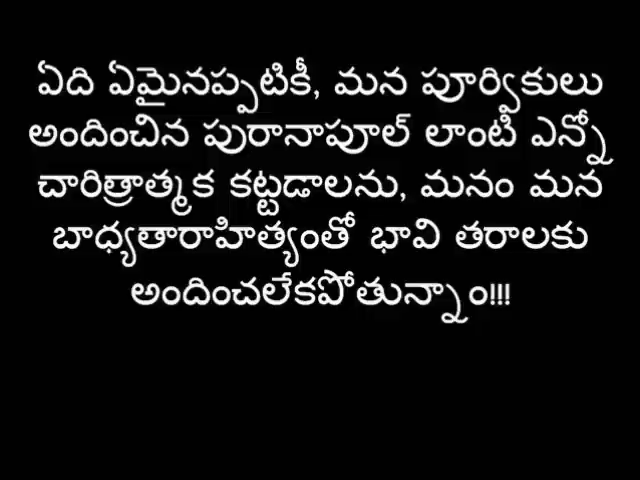 ఏది ఏమైనప్పటికీ, మన పూర్వికులు
అందించిన పురానాపూల్ లాంటి ఎన్నో
చారిత్రాత్మక కట్టడాలను, మనం మన
బాధ్యతారాహిత్యంతో భావి తరాలకు
అందించలేకపోతున్నాం!!!